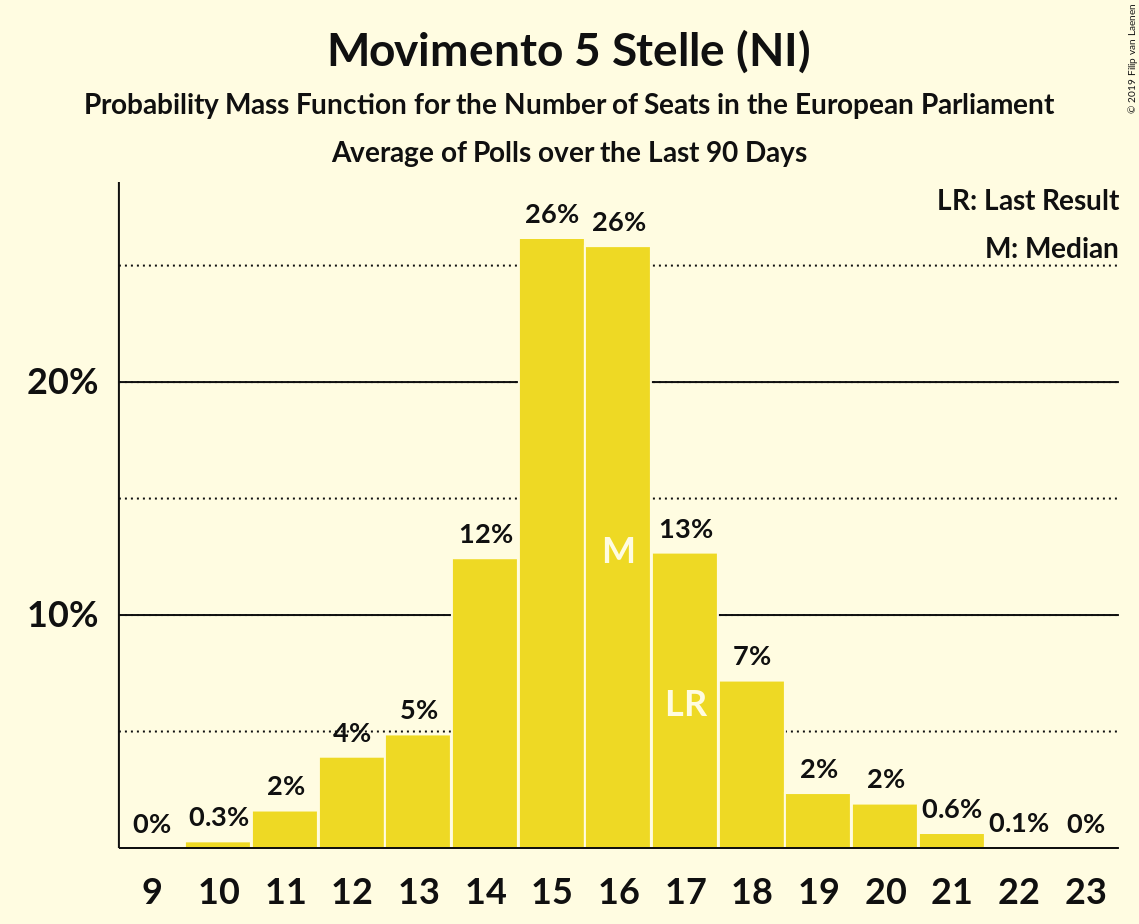 Movimento 5 Stelle (NI)
Probability Mass Function for the Number of Seats in the European Parliament
Average of Polls over the Last 90 Days
© 2019 Filip van Laenen
LR: Last Result
M: Median
26%
26%
20%
12%
13%
M
10%
7%
LR
5%
4%
2%
2%
2%
0%
0.3%
0.6%
0.1%
0%
9 10 11 12 13 14 15 16 17 18 19 20 21 22 23